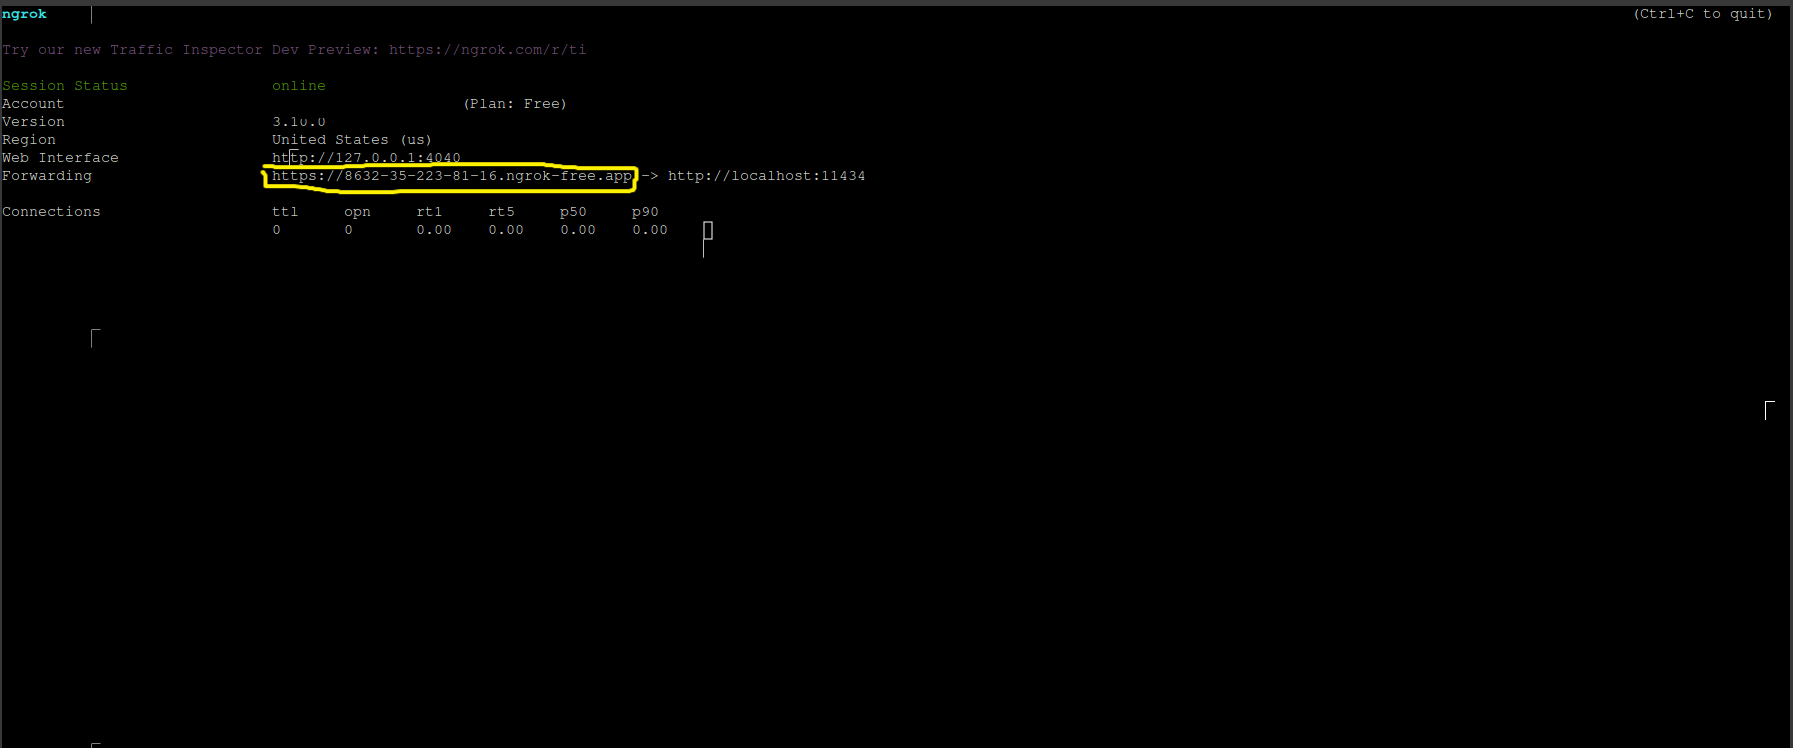 ngrok (Ctrl+C to quit)
Try our new Traffic Inspector Dev Preview: https://ngrok.com/r/ti
Session Status online
Account (Plan: Free)
Version 3.10.0
Region United States (us)
Web Interface http://127.0.0.1:4040
Forwarding https://8632-35-223-81-16.ngrok-free.app -> http://localhost:11434
Connections ttl opn rt1 rt5 p50 p90
0 0 0.00 0.00 0.00 0.00